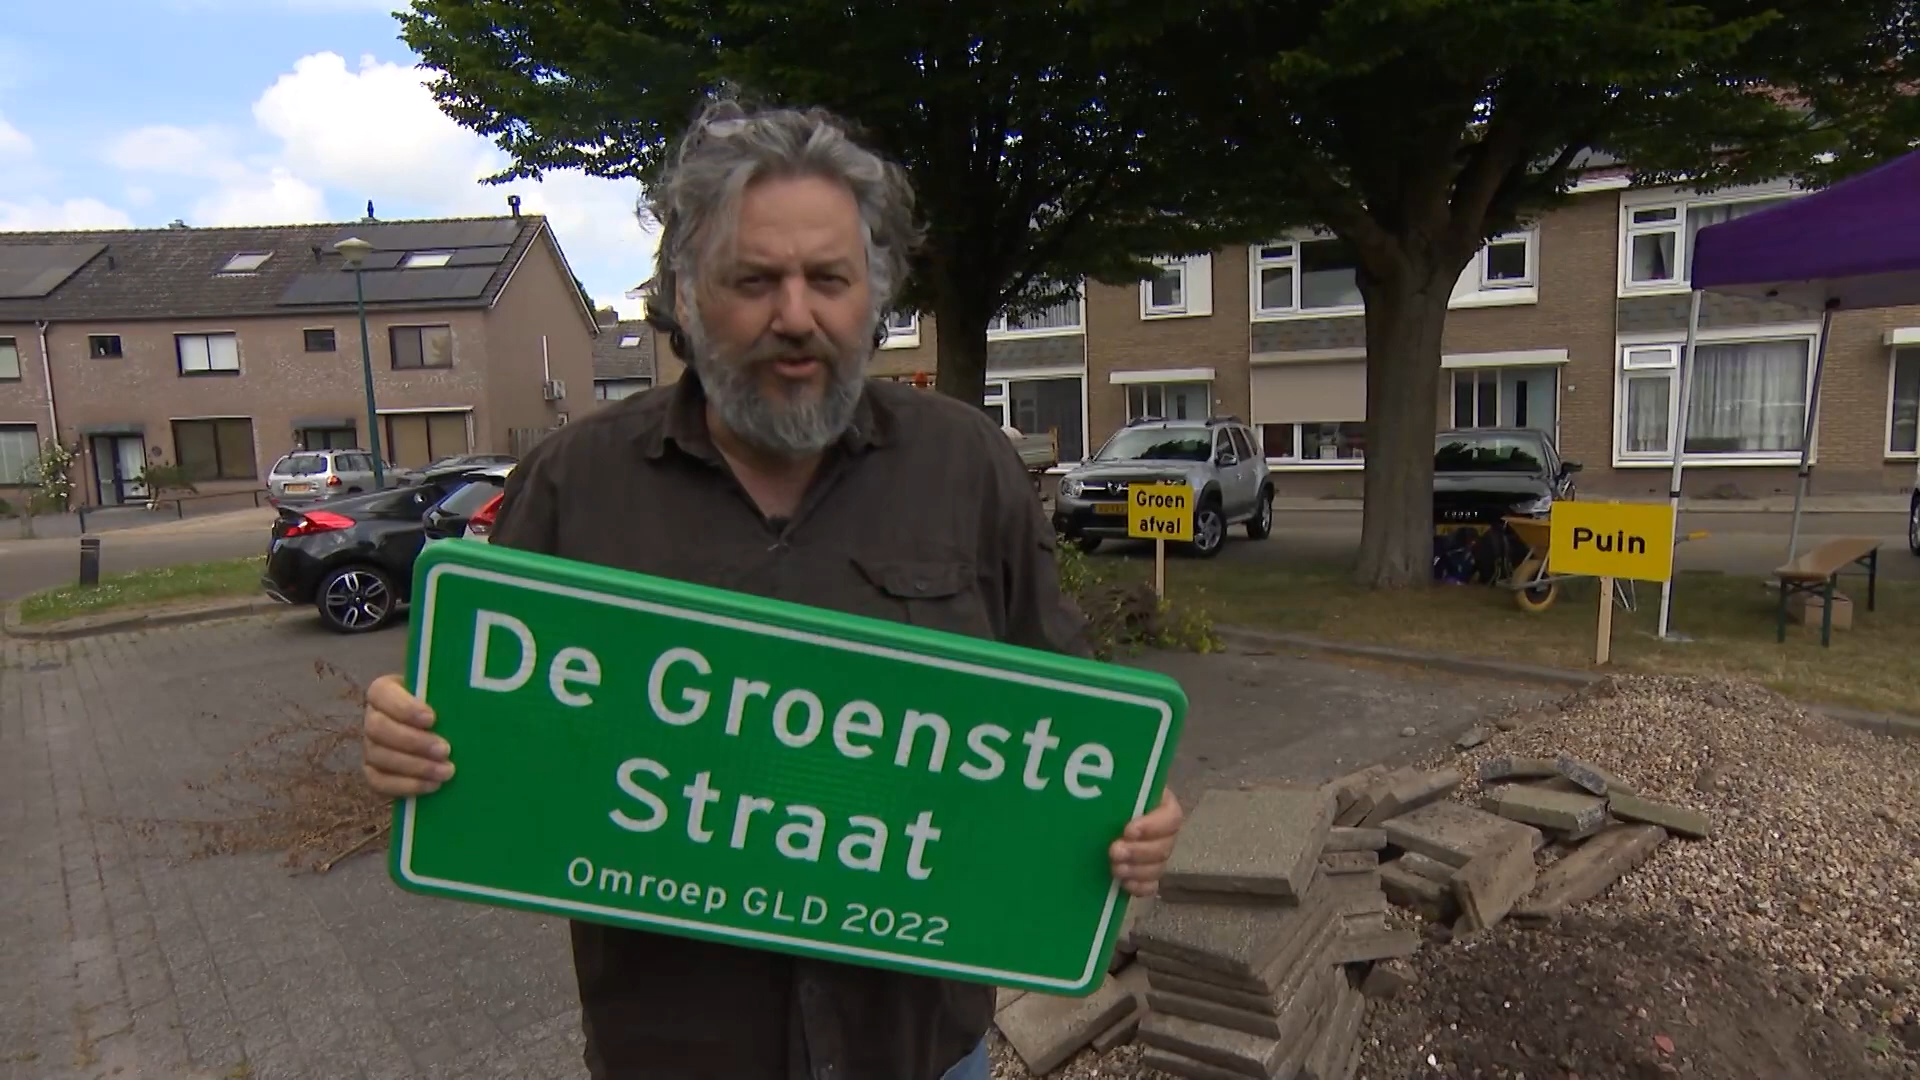 De Groenste
Straat
Omroep GLD 2022
Groen
afval
Puin